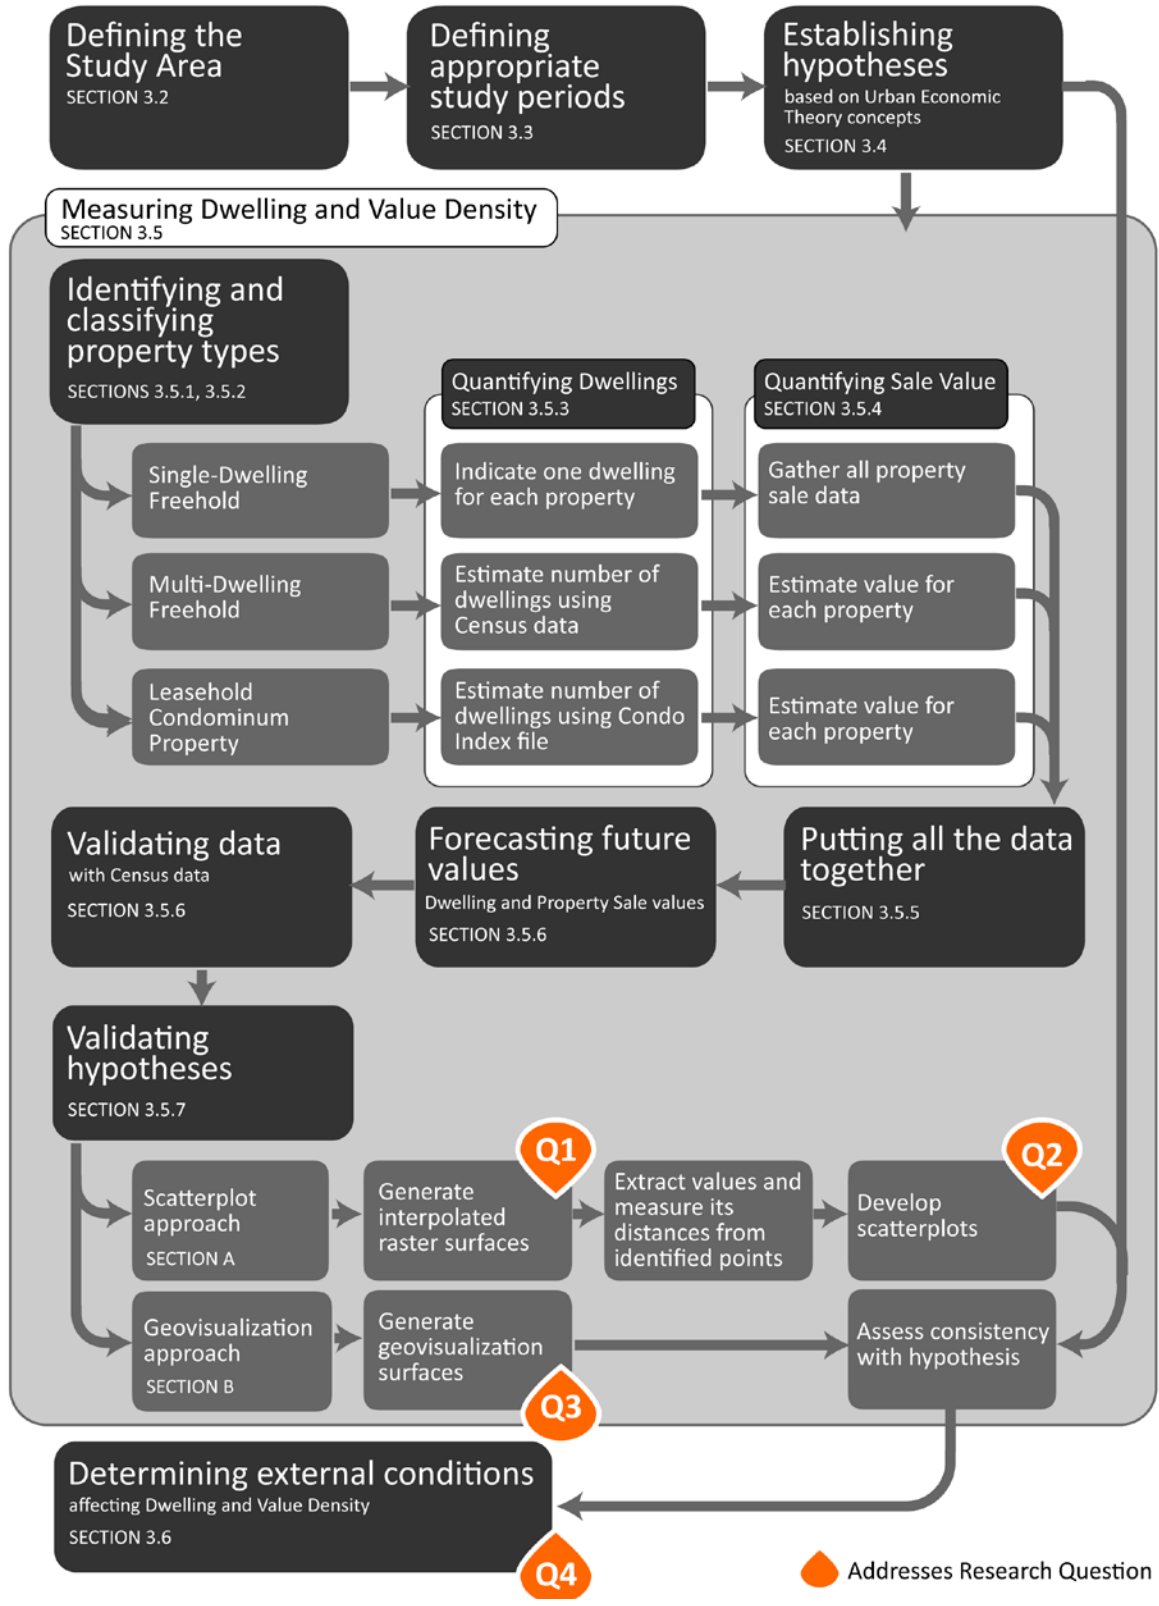 Defining the
Study Area
SECTION 3.2
Defining
appropriate
study periods
SECTION 3.3
Establishing
hypotheses
based on Urban Economic
Theory concepts
SECTION 3.4
Measuring Dwelling and Value Density
SECTION 3.5
Identifying and
classifying
property types
SECTIONS 3.5.1, 3.5.2
Quantifying Dwellings
SECTION 3.5.3
Quantifying Sale Value
SECTION 3.5.4
Single-Dwelling
Freehold
Indicate one dwelling
for each property
Gather all property
sale data
Multi-Dwelling
Freehold
Estimate number of
dwellings using
Census data
Estimate value for
each property
Leasehold
Condominum
Property
Estimate number of
dwellings using Condo
Index file
Estimate value for
each property
Validating data
with Census data
SECTION 3.5.6
Forecasting future
values
Dwelling and Property Sale values
SECTION 3.5.6
Putting all the data
together
SECTION 3.5.5
Validating
hypotheses
SECTION 3.5.7
Scatterplot
approach
SECTION A
Q1
Generate
interpolated
raster surfaces
Extract values and
measure its
distances from
identified points
Q2
Develop
scatterplots
Geovisualization
approach
SECTION B
Generate
geovisualization
surfaces
Q3
Assess consistency
with hypothesis
Determining external conditions
affecting Dwelling and Value Density
SECTION 3.6
Q4
Addresses Research Question